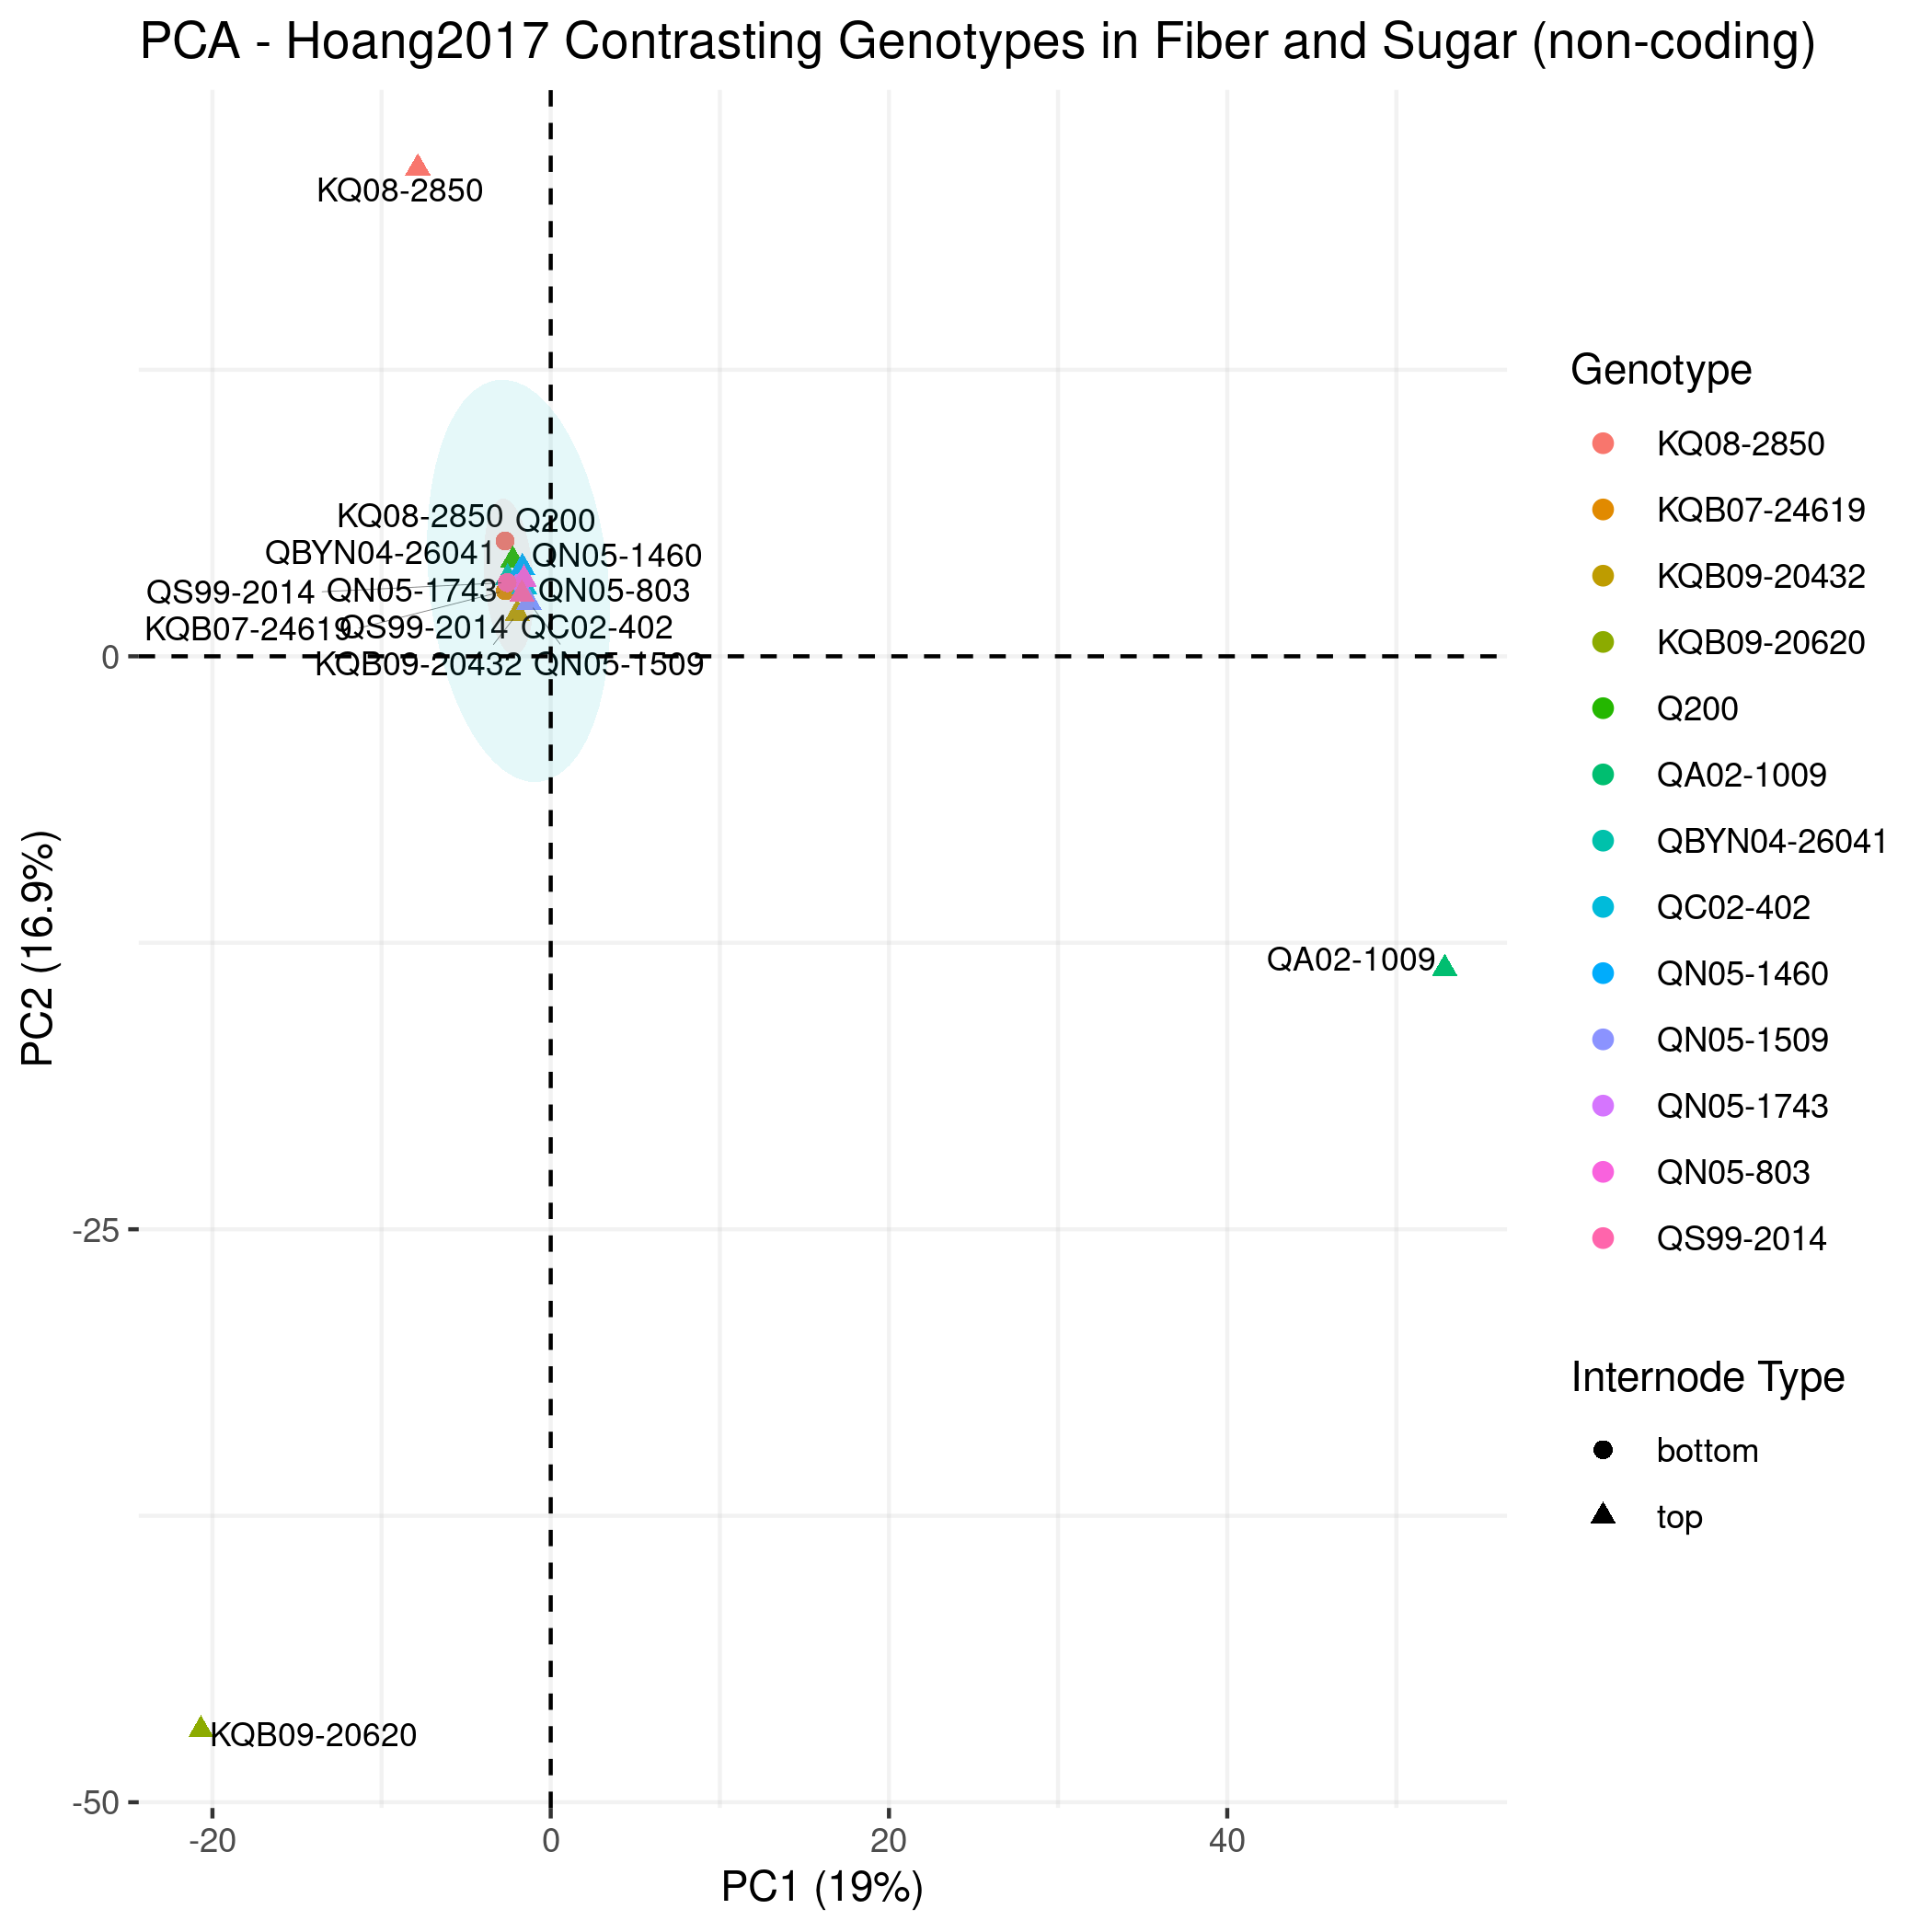 PCA - Hoang2017 Contrasting Genotypes in Fiber and Sugar (non-coding)
KQ08-2850
KQ08-2850
Q200
QBYN04-26041
QN05-1460
QS99-2014
QN05-1743
QN05-803
KQB07-24619
QS99-2014
QC02-402
KQB09-20432
QN05-1509
QA02-1009
KQB09-20620
0
-25
-50
PC2 (16.9%)
-20
0
20
40
PC1 (19%)
Genotype
KQ08-2850
KQB07-24619
KQB09-20432
KQB09-20620
Q200
QA02-1009
QBYN04-26041
QC02-402
QN05-1460
QN05-1509
QN05-1743
QN05-803
QS99-2014
Internode Type
bottom
top